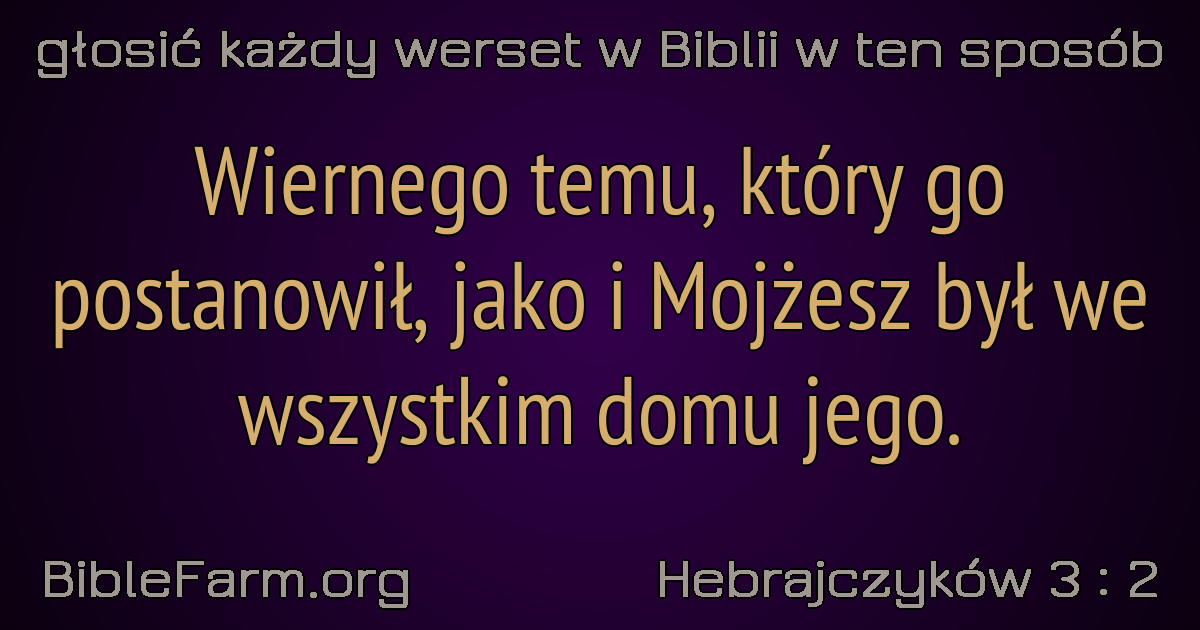 głosić każdy werset w Biblii w ten sposób
Wiernego temu, który go
postanowił, jako i Mojżesz był we
wszystkim domu jego.
BibleFarm.org
Hebrajczyków 3 : 2